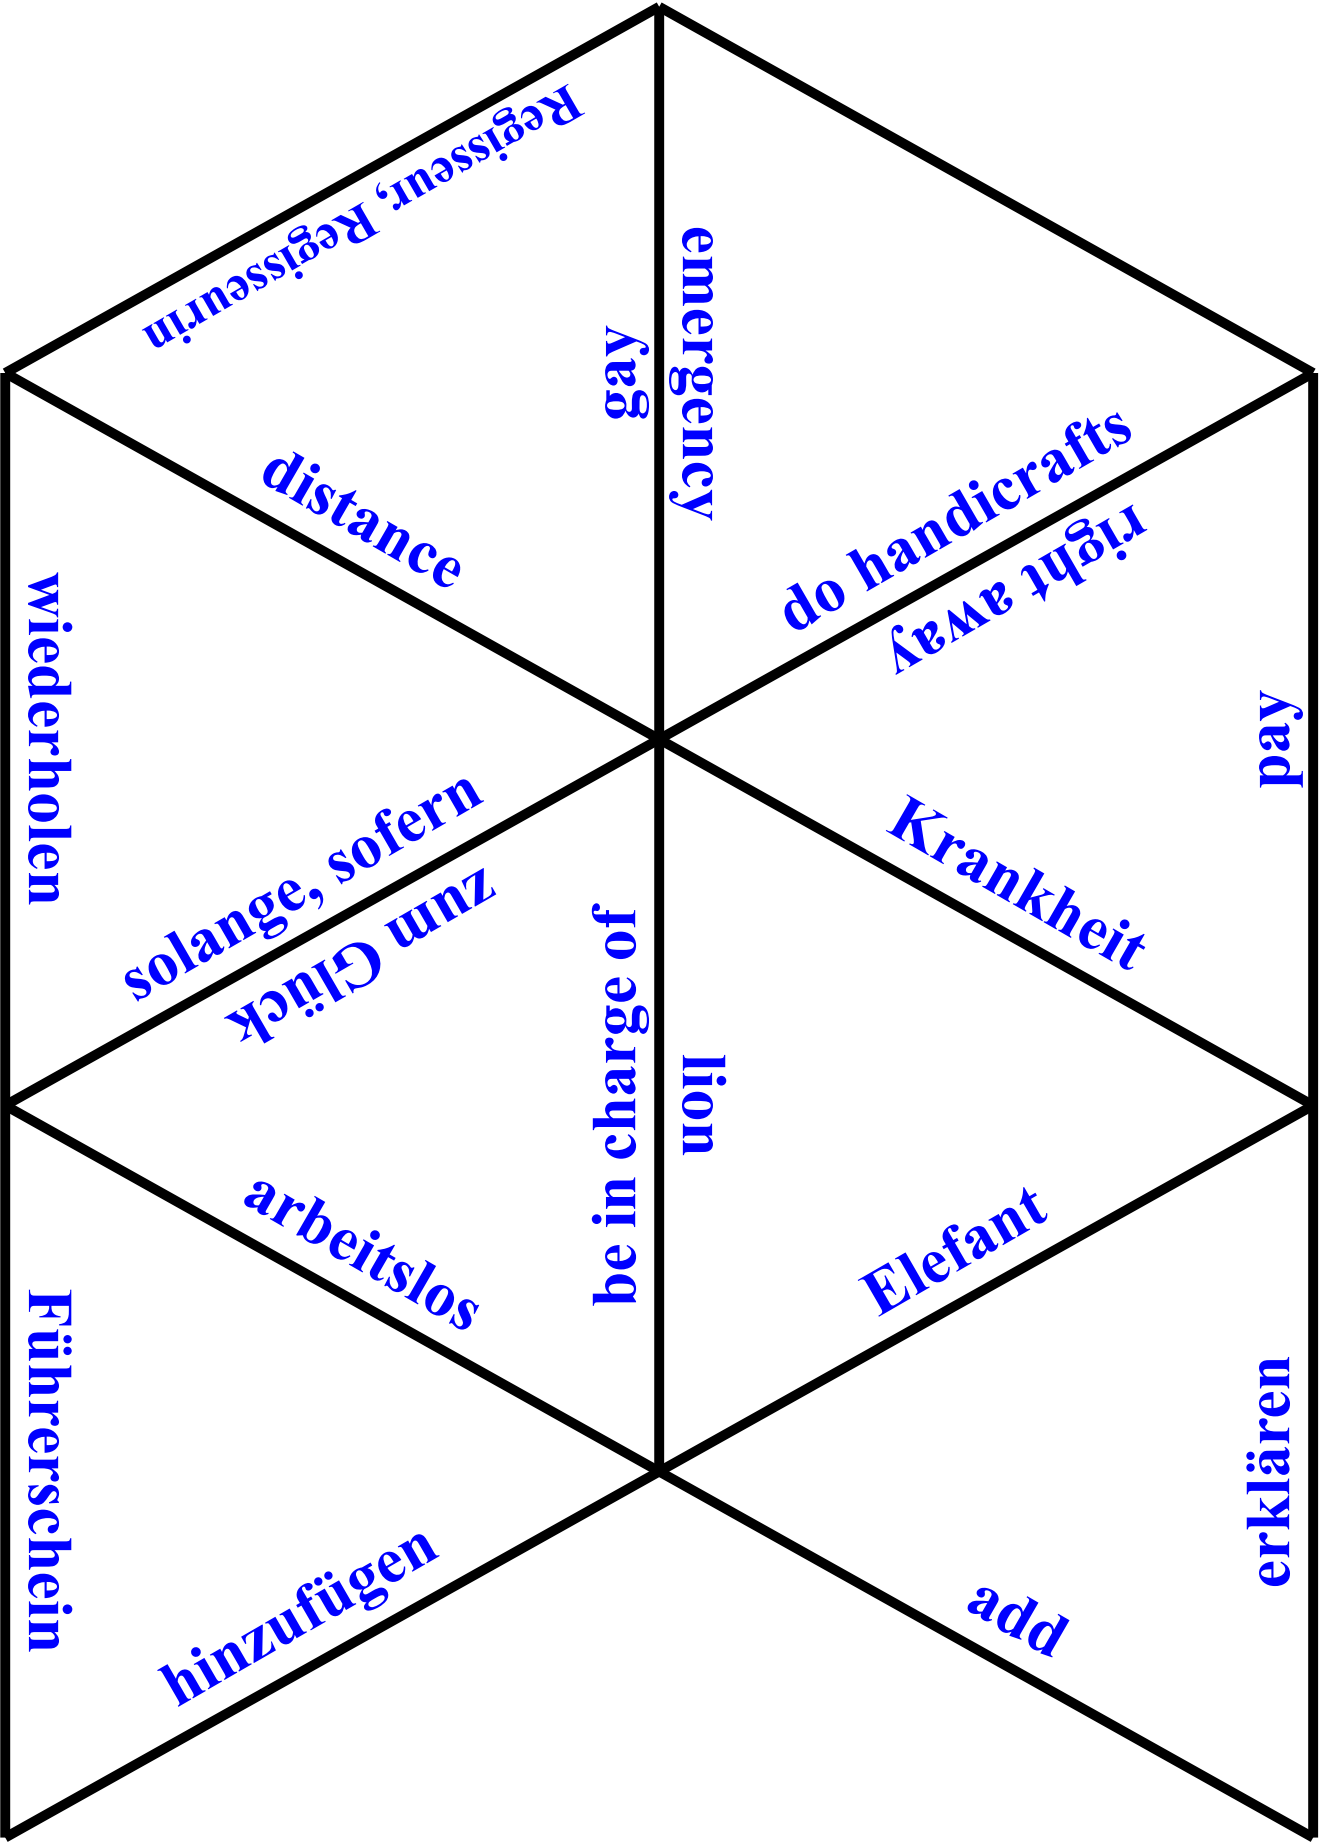 Regisseur, Regisseurin
emergency
gay
distance
do handicrafts
right away
wiederholen
pay
solange, sofern
zum Glück
Krankheit
be in charge of
lion
arbeitslos
Elefant
Führerschein
erklären
hinzufügen
add